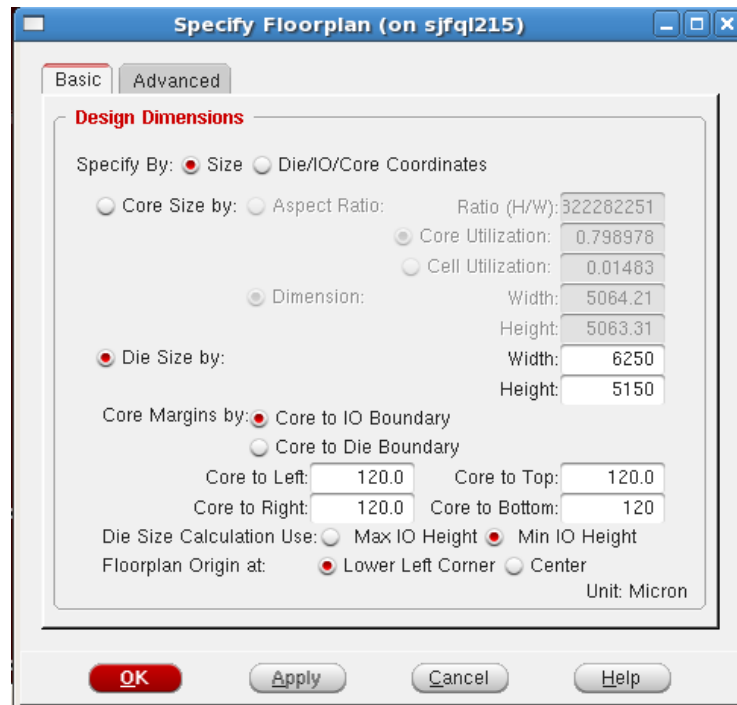 Specify Floorplan (on sjfql215)
Basic Advanced
Design Dimensions
Specify By: Size Die/IO/Core Coordinates
Core Size by: Aspect Ratio: Ratio (H/W): 322282251
Core Utilization: 0.798978
Cell Utilization: 0.01483
Dimension: Width: 5064.21
Height: 5063.31
Die Size by: Width: 6250
Height: 5150
Core Margins by: Core to IO Boundary
Core to Die Boundary
Core to Left: 120.0 Core to Top: 120.0
Core to Right: 120.0 Core to Bottom: 120
Die Size Calculation Use: Max IO Height Min IO Height
Floorplan Origin at: Lower Left Corner Center
Unit: Micron
OK Apply Cancel Help